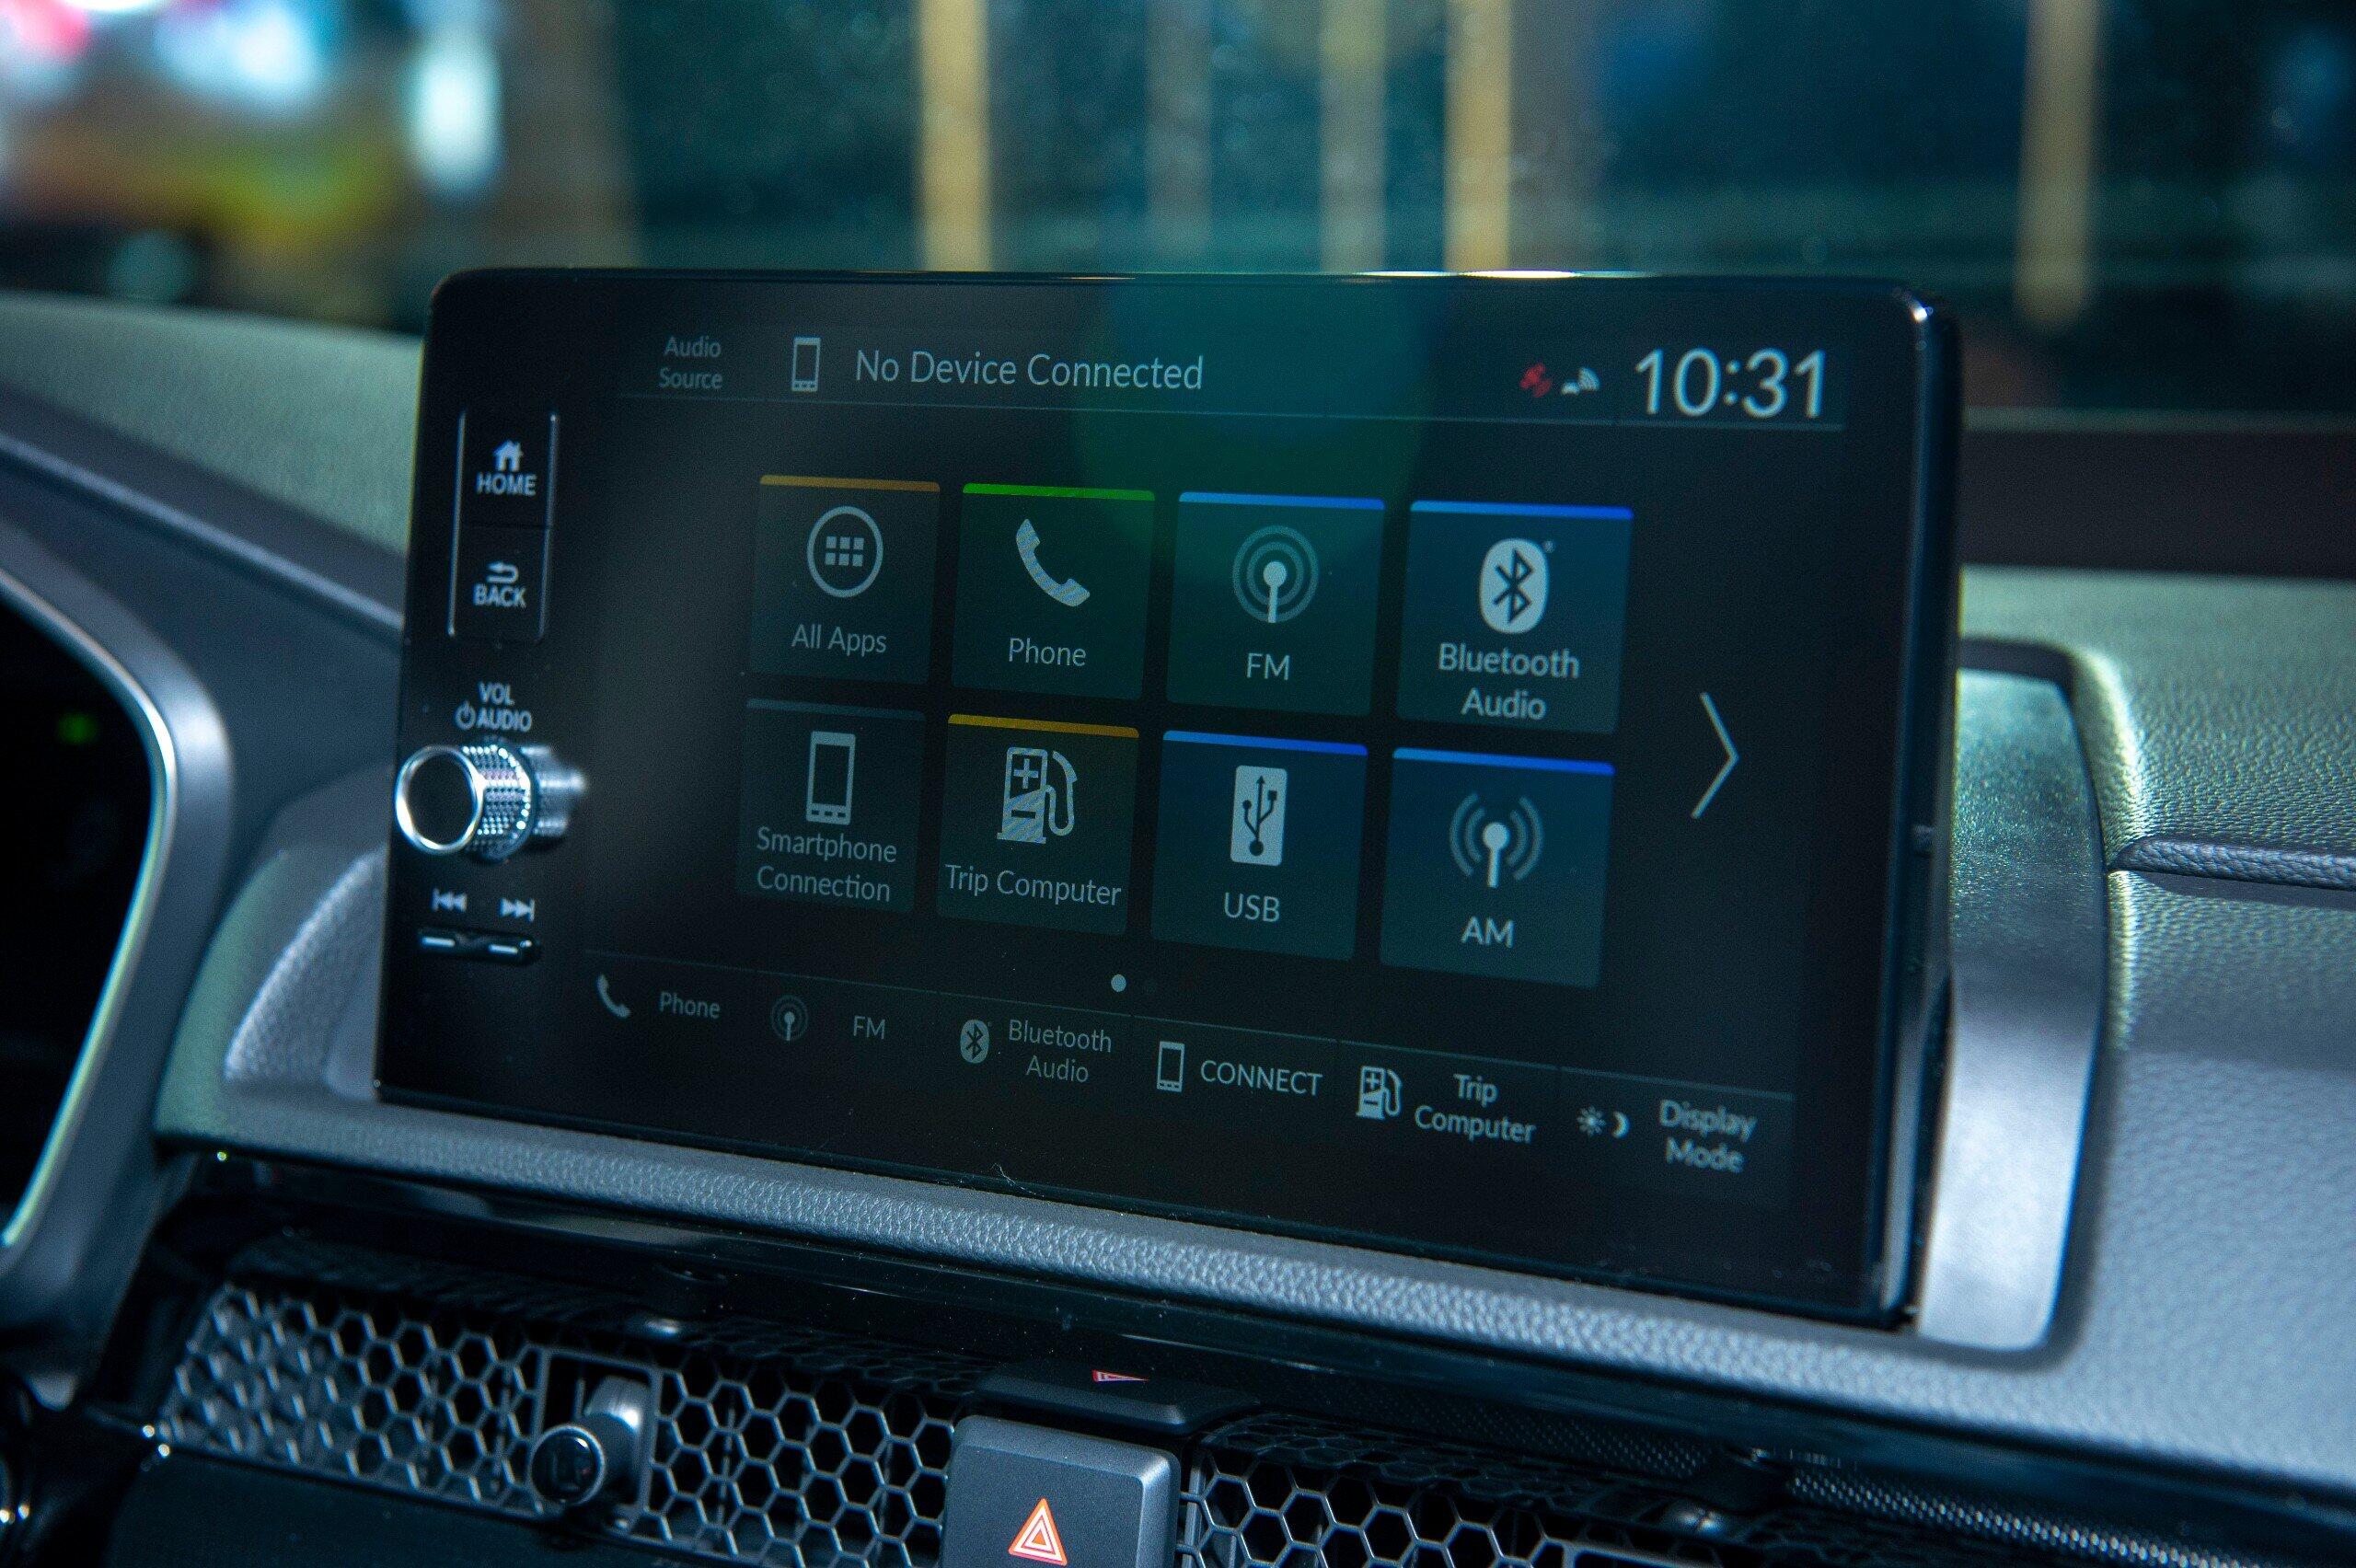 Audio
Source
No Device Connected
10:31
HOME
BACK
VOL
AUDIO
All Apps
Phone
FM
Bluetooth
Audio
Smartphone
Connection
Trip Computer
USB
AM
Phone
FM
Bluetooth
Audio
CONNECT
Trip
Computer
Display
Mode